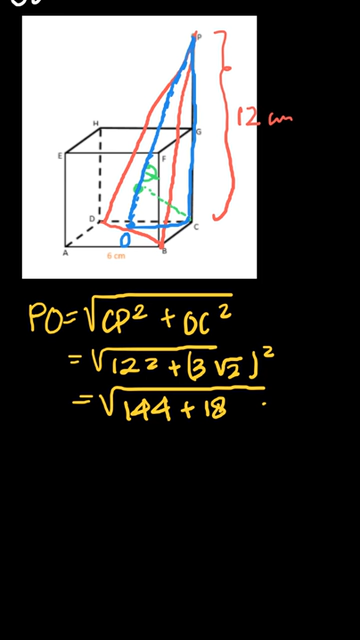 P
H
G
12 cm
E
F
D
C
O
A
6 cm
B
PO = √CP² + OC²
= √122 + (3√2)²
= √144 + 18